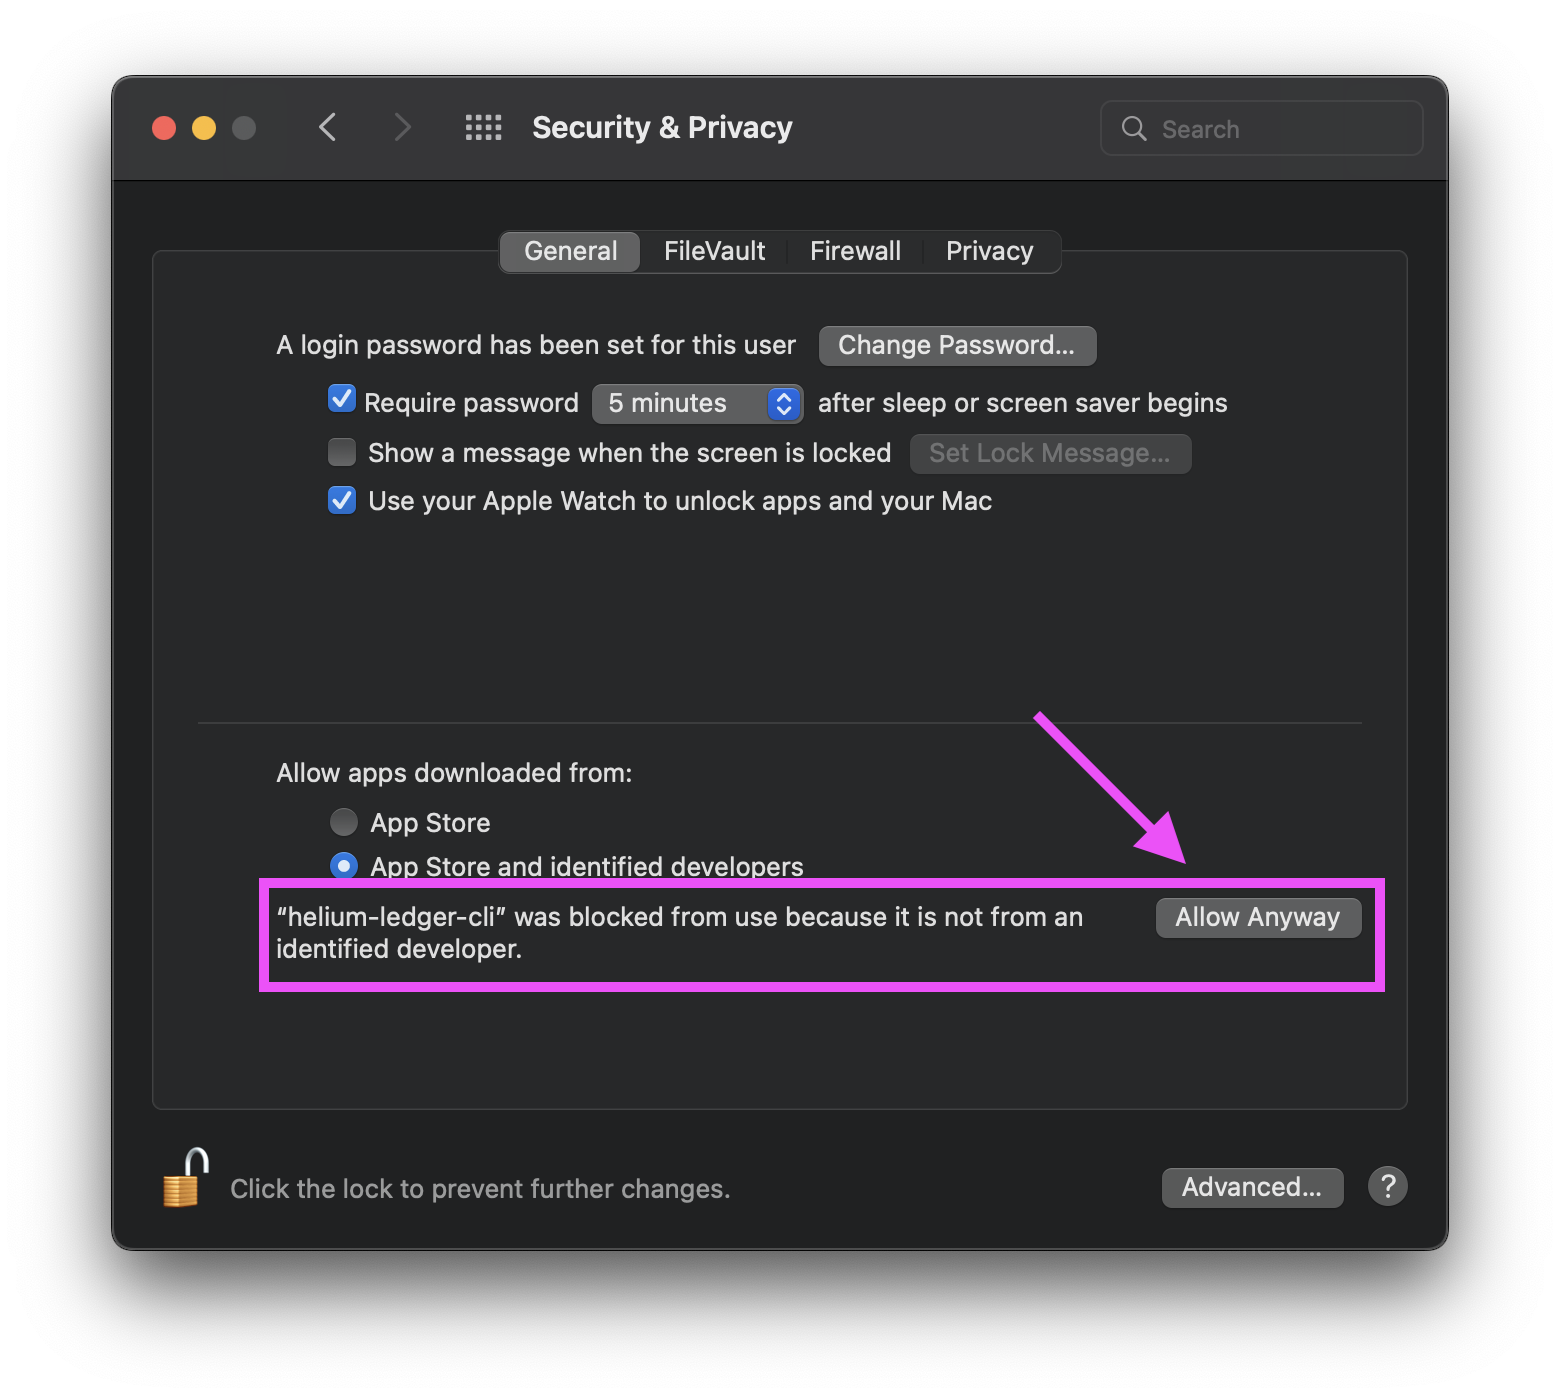 Security & Privacy
Search
General FileVault Firewall Privacy
A login password has been set for this user Change Password...
Require password 5 minutes after sleep or screen saver begins
Show a message when the screen is locked Set Lock Message...
Use your Apple Watch to unlock apps and your Mac
Allow apps downloaded from:
App Store
App Store and identified developers
“helium-ledger-cli” was blocked from use because it is not from an Allow Anyway
identified developer.
Click the lock to prevent further changes. Advanced... ?